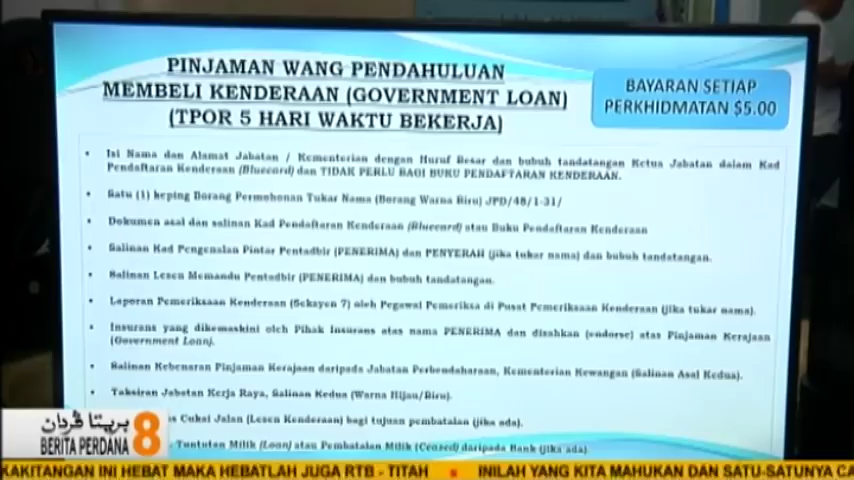 PINJAMAN WANG PENDAHULUAN
MEMBELI KENDERAAN (GOVERNMENT LOAN)
(TPOR 5 HARI WAKTU BEKERJA)
BAYARAN SETIAP
PERKHIDMATAN $5.00
• Isi Nama dan Alamat Jabatan / Kementerian dengan Huruf Besar dan bubuh tandatangan Ketua Jabatan dalam Kad
Pendaftaran Kenderaan (Bluecard) dan TIDAK PERLU BAGI BUKU PENDAFTARAN KENDERAAN.
• Satu (1) keping Borang Permohonan Tukar Nama (Borang Warna Biru) JPD/48/1-31/
• Dokumen asal dan salinan Kad Pendaftaran Kenderaan (Bluecard) atau Buku Pendaftaran Kenderaan
• Salinan Kad Pengenalan Pintar Pentadbir (PENERIMA) dan PENYERAH (jika tukar nama) dan bubuh tandatangan.
• Salinan Lesen Memandu Pentadbir (PENERIMA) dan bubuh tandatangan.
• Laporan Pemeriksaan Kenderaan (Seksyen 7) oleh Pegawai Pemeriksa di Pusat Pemeriksaan Kenderaan (jika tukar nama).
• Insurans yang dikemaskini oleh Pihak Insurans atas nama PENERIMA dan disahkan (endorse) atas Pinjaman Kerajaan
(Government Loan).
• Salinan Kebenaran Pinjaman Kerajaan daripada Jabatan Perbendaharaan, Kementerian Kewangan (Salinan Asal Kedua).
• Taksiran Jabatan Kerja Raya, Salinan Kedua (Warna Hijau/Biru).
Cukai Jalan (Lesen Kenderaan) bagi tujuan pembatalan (jika ada).
- Tuntutan Milik (Loan) atau Pembatalan Milik (Ceased) daripada Bank (jika ada)
بريتا ڤردان
BERITA PERDANA 8
KAKITANGAN INI HEBAT MAKA HEBATLAH JUGA RTB - TITAH • INILAH YANG KITA MAHUKAN DAN SATU-SATUNYA CA